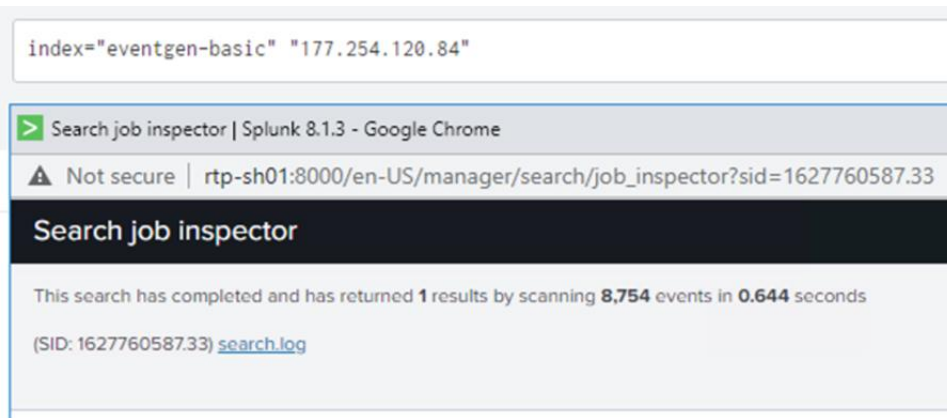 index="eventgen-basic" "177.254.120.84"
Search job inspector | Splunk 8.1.3 - Google Chrome
Not secure | rtp-sh01:8000/en-US/manager/search/job_inspector?sid=1627760587.33
Search job inspector
This search has completed and has returned 1 results by scanning 8,754 events in 0.644 seconds
(SID: 1627760587.33) search.log